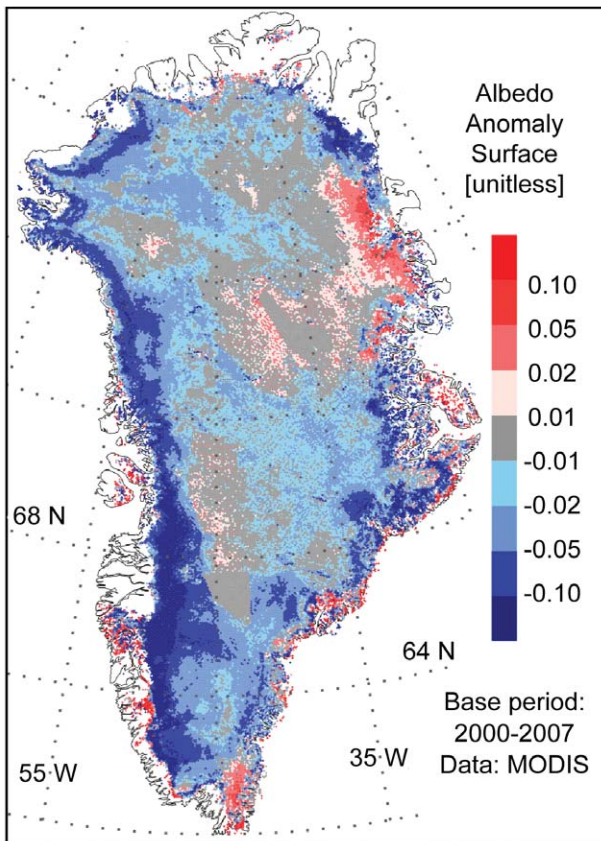 Albedo
Anomaly
Surface
[unitless]
0.10
0.05
0.02
0.01
-0.01
-0.02
-0.05
-0.10
68 N
64 N
Base period:
2000-2007
Data: MODIS
55 W
35 W